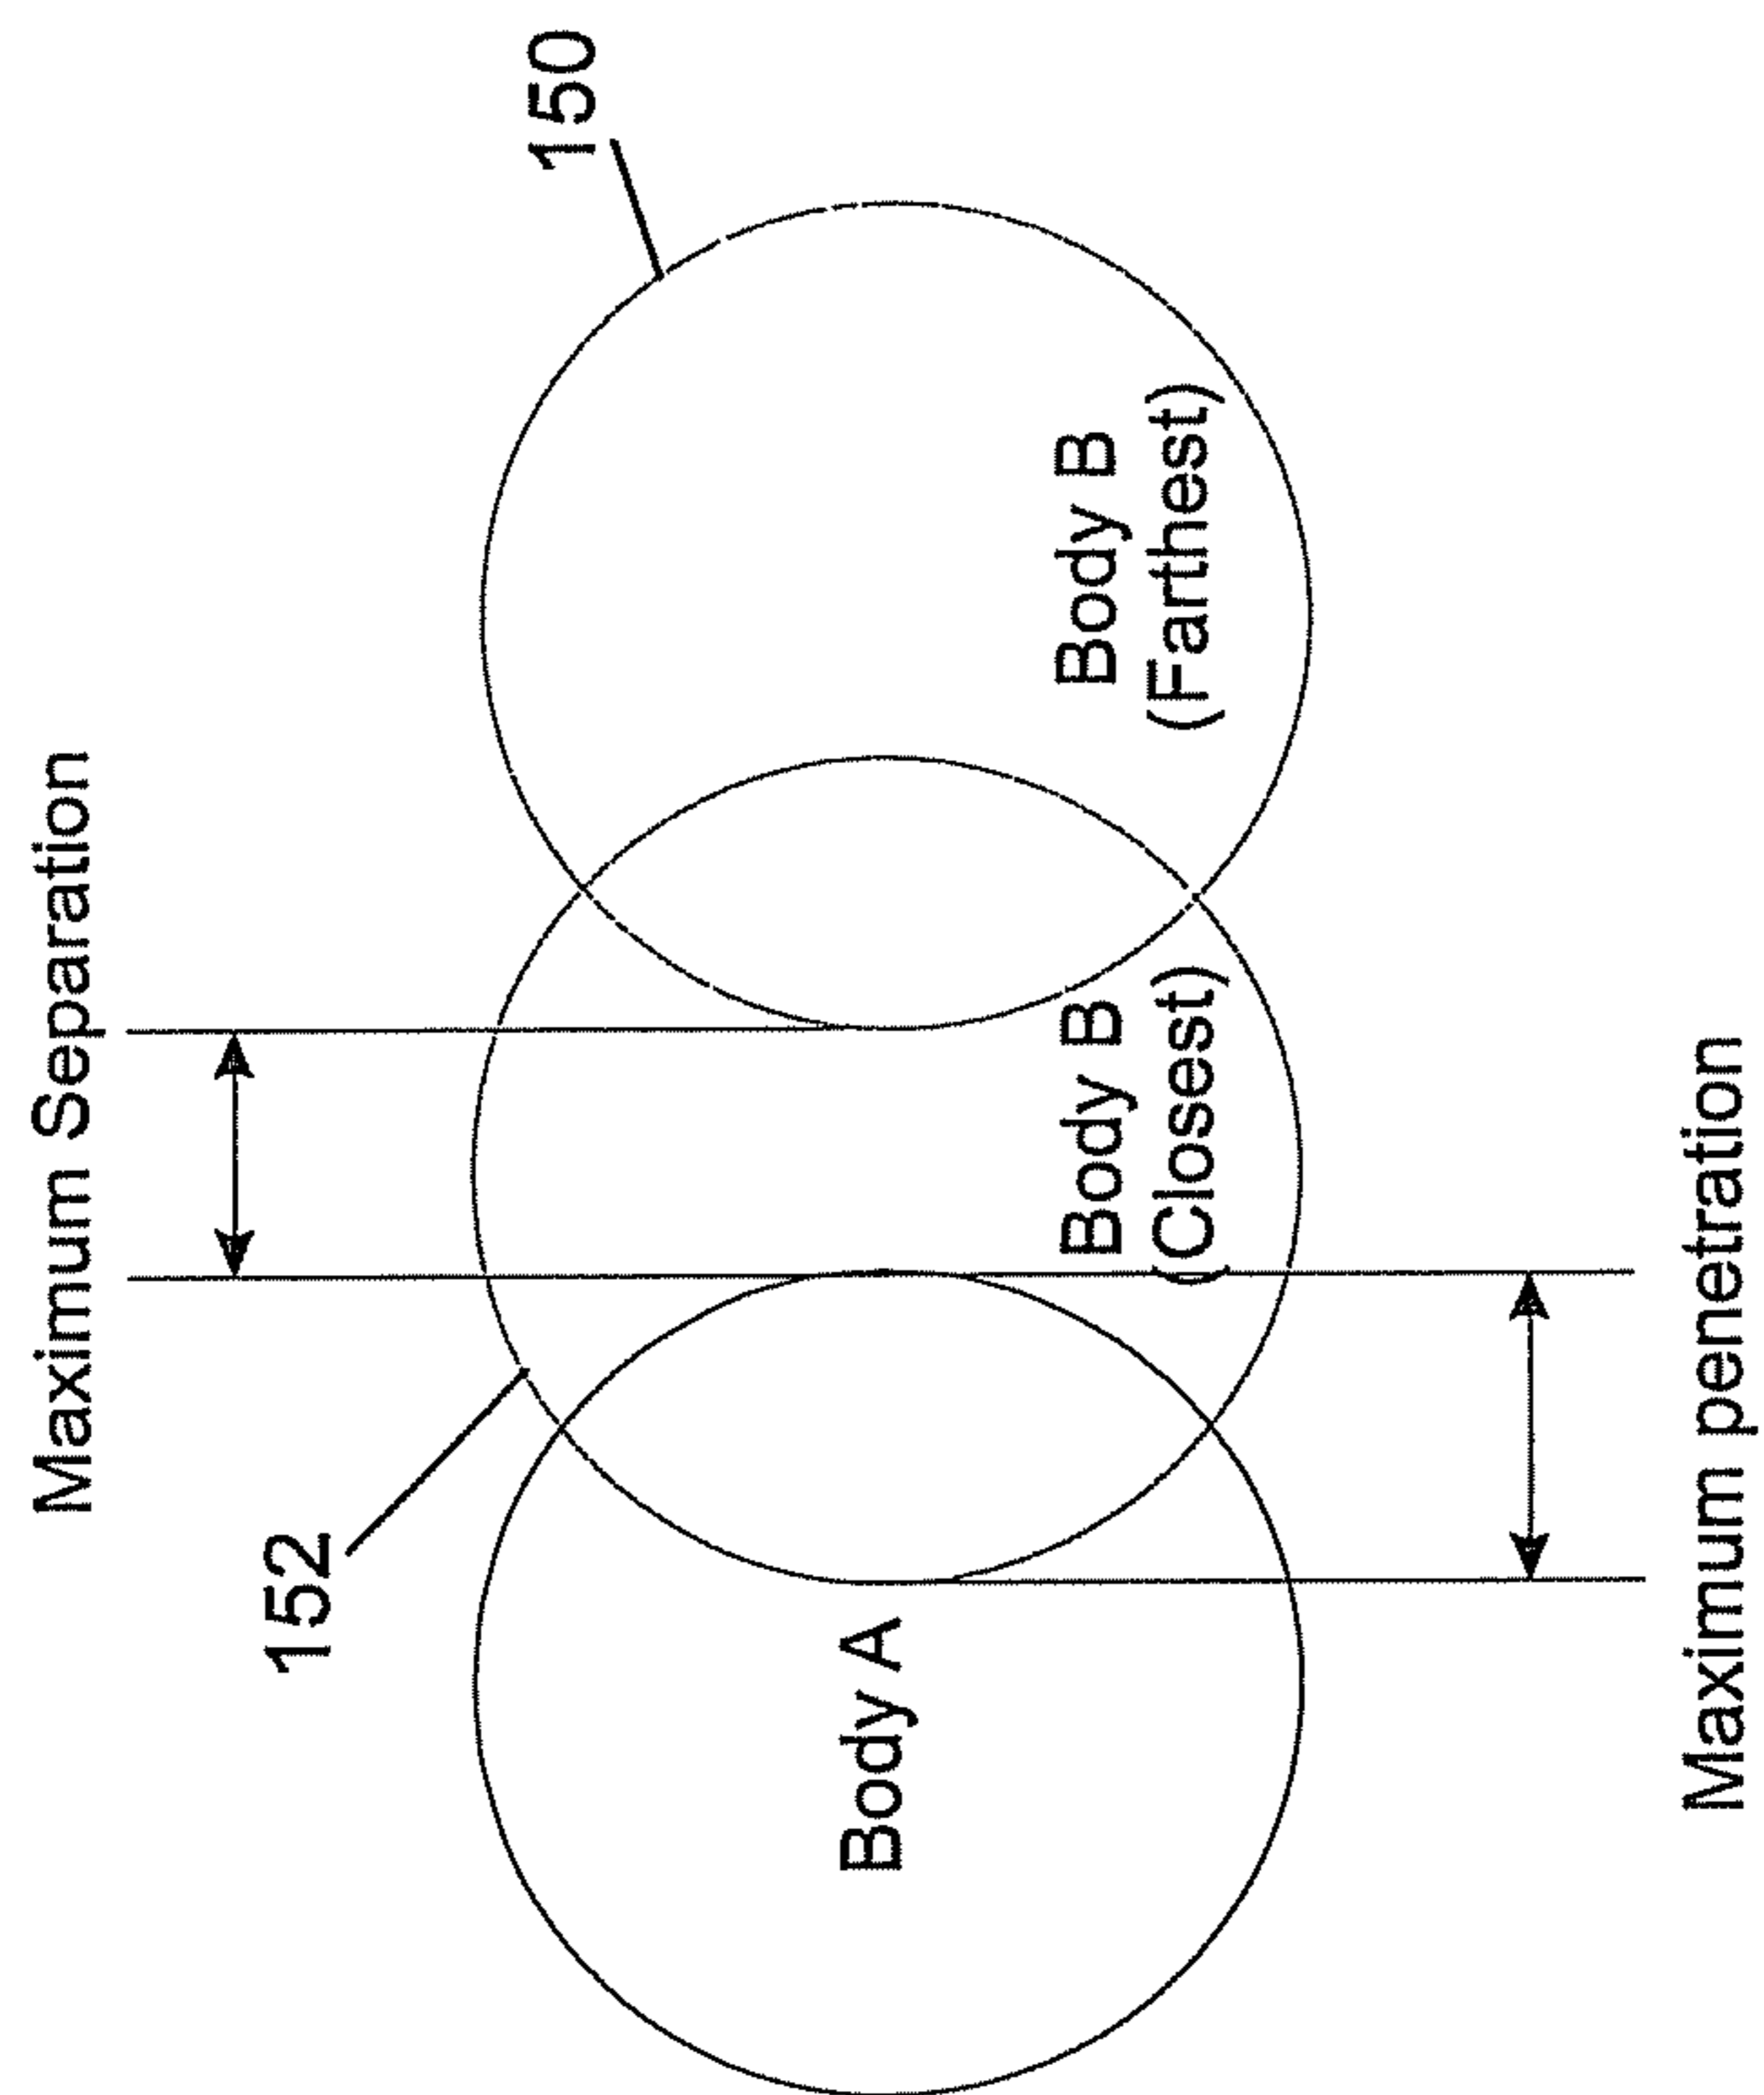 Maximum Separation
152
150
Body A
Body B
(Closest)
Body B
(Farthest)
Maximum penetration